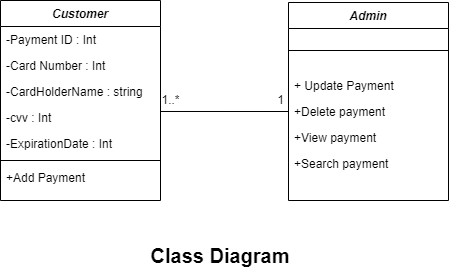 Customer
-Payment ID : Int
-Card Number : Int
-CardHolderName : string
-cvv : Int
-ExpirationDate : Int
+Add Payment
1..*
1
Admin
+ Update Payment
+Delete payment
+View payment
+Search payment
Class Diagram